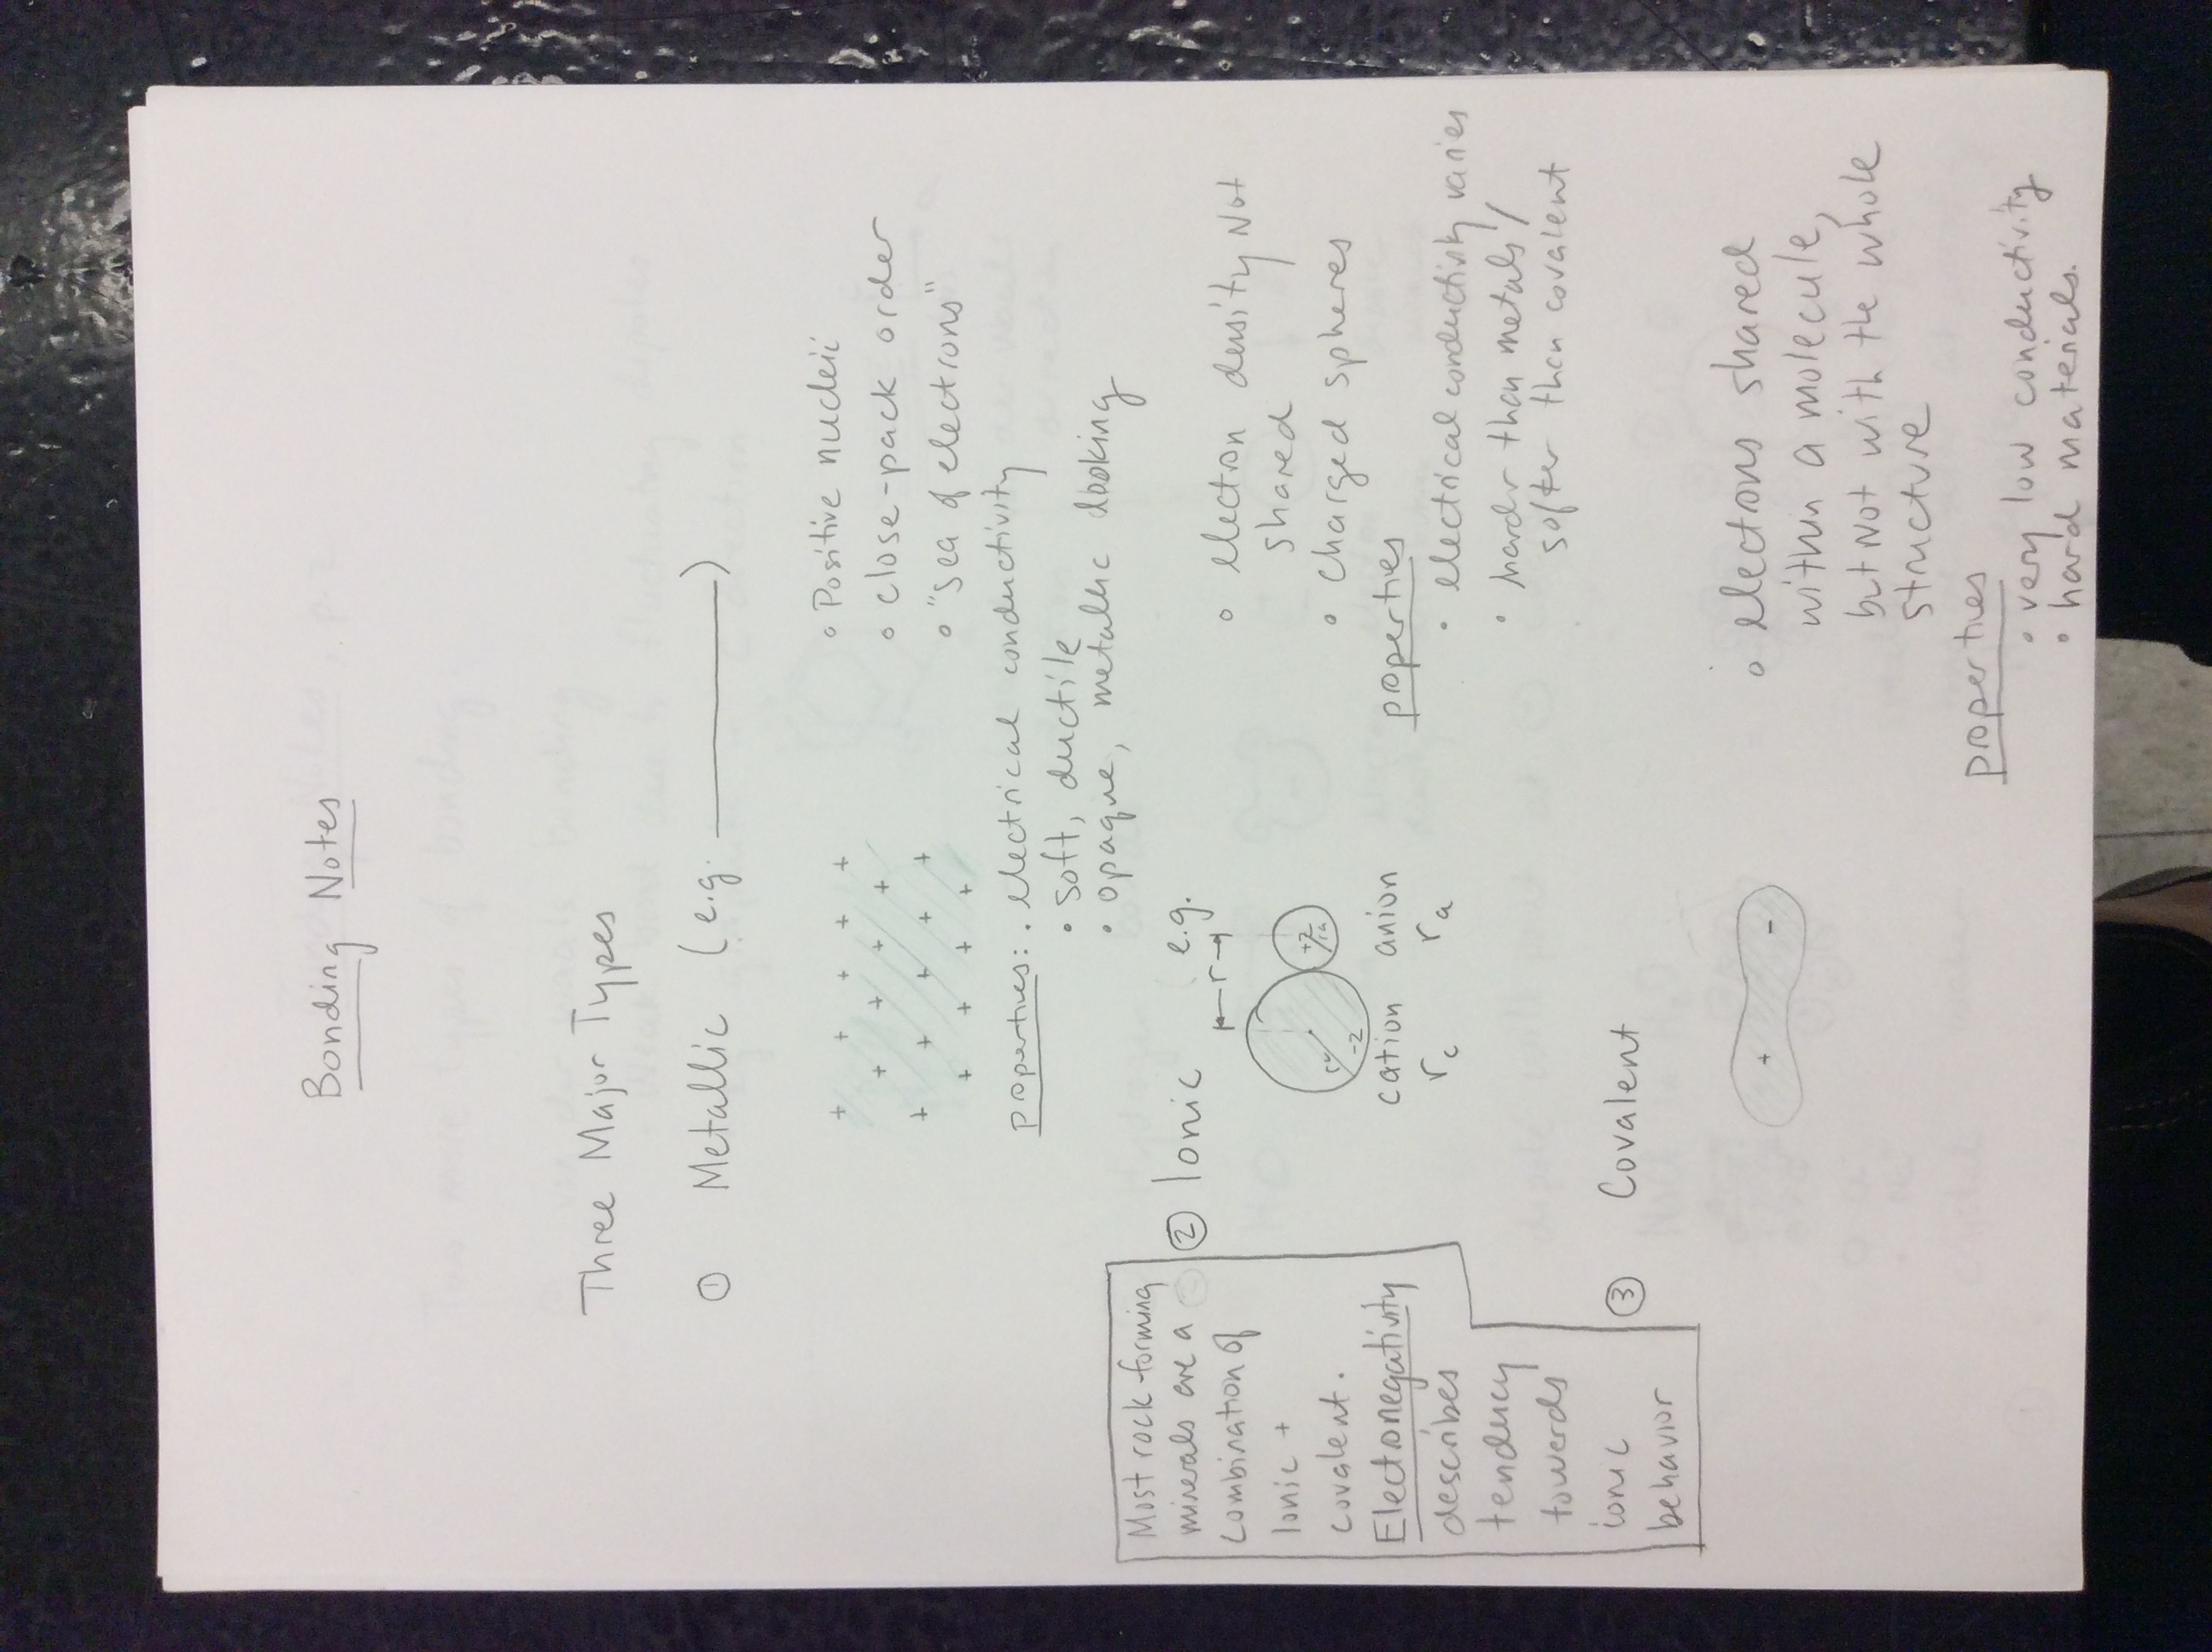 Bonding Notes
Three Major Types
① Metallic (e.g. ________)
+ + + + +
+ + + +
+ + + + +
+ + + +
◦ Positive nucleii
◦ close-pack order
◦ "sea of electrons"
properties: • electrical conductivity
• soft, ductile
• opaque, metallic looking
Most rock-forming
minerals are a
combination of
Ionic +
covalent.
Electronegativity
describes
tendency
towards
ionic
behavior
② Ionic e.g.
r
-2
+2
ra
cation anion
rc ra
◦ electron density Not
shared
• charged spheres
properties
• electrical conductivity varies
• harder than metals /
softer than covalent
③ Covalent
+ -
◦ electrons shared
within a molecule,
but Not with the whole
structure
properties
• very low conductivity
• hard materials.